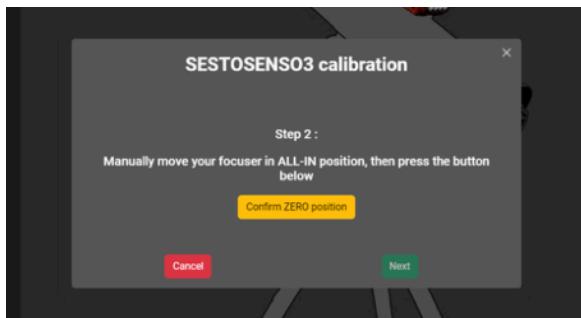 SESTOSENSO3 calibration
×
Step 2 :
Manually move your focuser in ALL-IN position, then press the button
below
Confirm ZERO position
Cancel Next